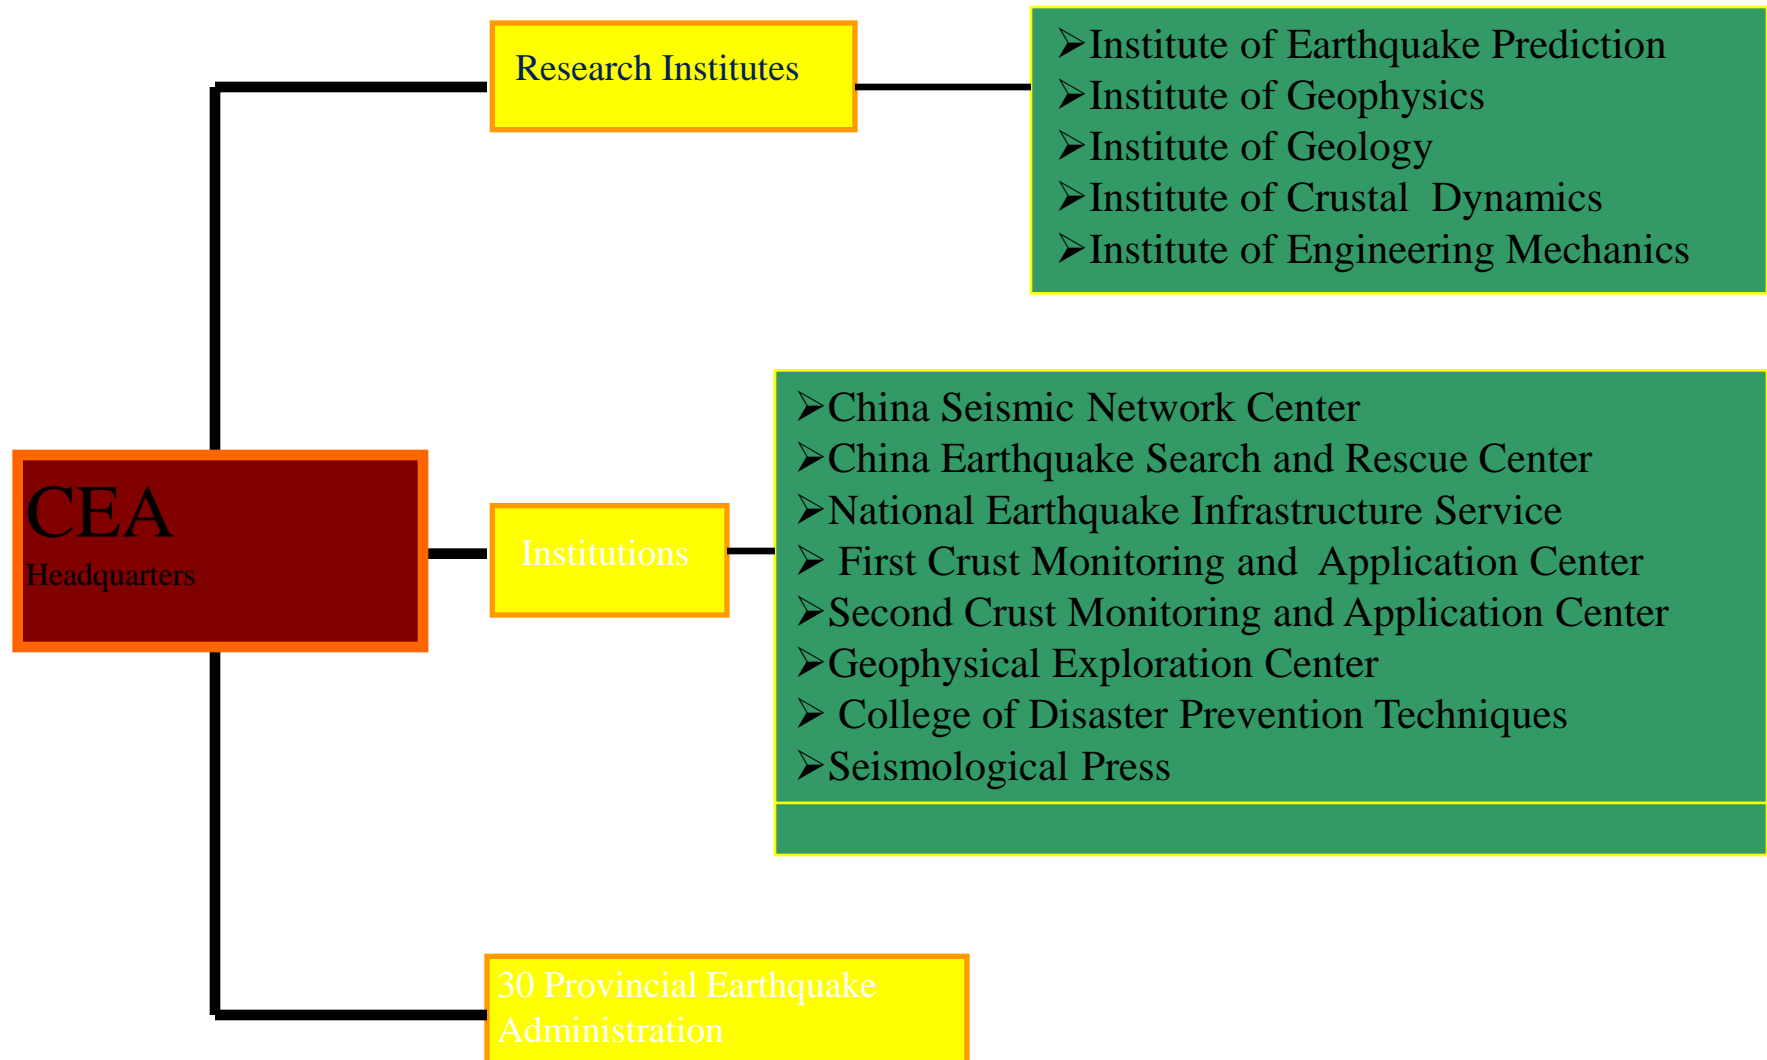 Research Institutes
➢Institute of Earthquake Prediction
➢Institute of Geophysics
➢Institute of Geology
➢Institute of Crustal Dynamics
➢Institute of Engineering Mechanics
CEA
Headquarters
Institutions
➢China Seismic Network Center
➢China Earthquake Search and Rescue Center
➢National Earthquake Infrastructure Service
➢ First Crust Monitoring and Application Center
➢Second Crust Monitoring and Application Center
➢Geophysical Exploration Center
➢ College of Disaster Prevention Techniques
➢Seismological Press
30 Provincial Earthquake
Administration